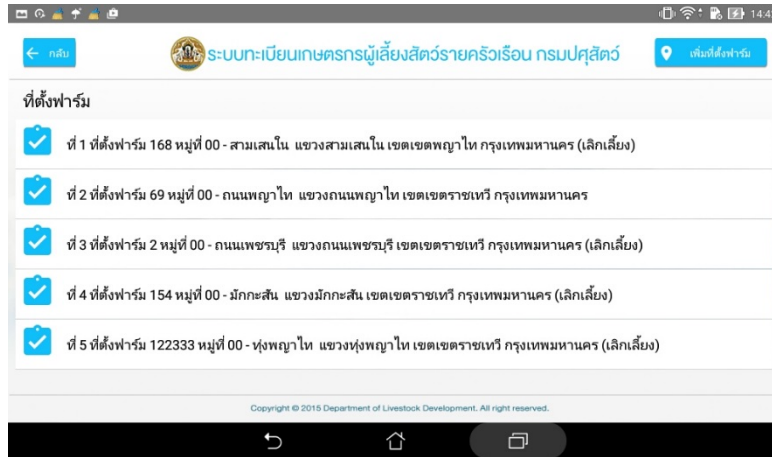 14:4
กลับ
ระบบทะเบียนเกษตรกรผู้เลี้ยงสัตว์รายครัวเรือน กรมปศุสัตว์
เพิ่มที่ตั้งฟาร์ม
ที่ตั้งฟาร์ม
ที่ 1 ที่ตั้งฟาร์ม 168 หมู่ที่ 00 - สามเสนใน แขวงสามเสนใน เขตเขตพญาไท กรุงเทพมหานคร (เลิกเลี้ยง)
ที่ 2 ที่ตั้งฟาร์ม 69 หมู่ที่ 00 - ถนนพญาไท แขวงถนนพญาไท เขตเขตราชเทวี กรุงเทพมหานคร
ที่ 3 ที่ตั้งฟาร์ม 2 หมู่ที่ 00 - ถนนเพชรบุรี แขวงถนนเพชรบุรี เขตเขตราชเทวี กรุงเทพมหานคร (เลิกเลี้ยง)
ที่ 4 ที่ตั้งฟาร์ม 154 หมู่ที่ 00 - มักกะสัน แขวงมักกะสัน เขตเขตราชเทวี กรุงเทพมหานคร (เลิกเลี้ยง)
ที่ 5 ที่ตั้งฟาร์ม 122333 หมู่ที่ 00 - ทุ่งพญาไท แขวงทุ่งพญาไท เขตเขตราชเทวี กรุงเทพมหานคร (เลิกเลี้ยง)
Copyright © 2015 Department of Livestock Development. All right reserved.